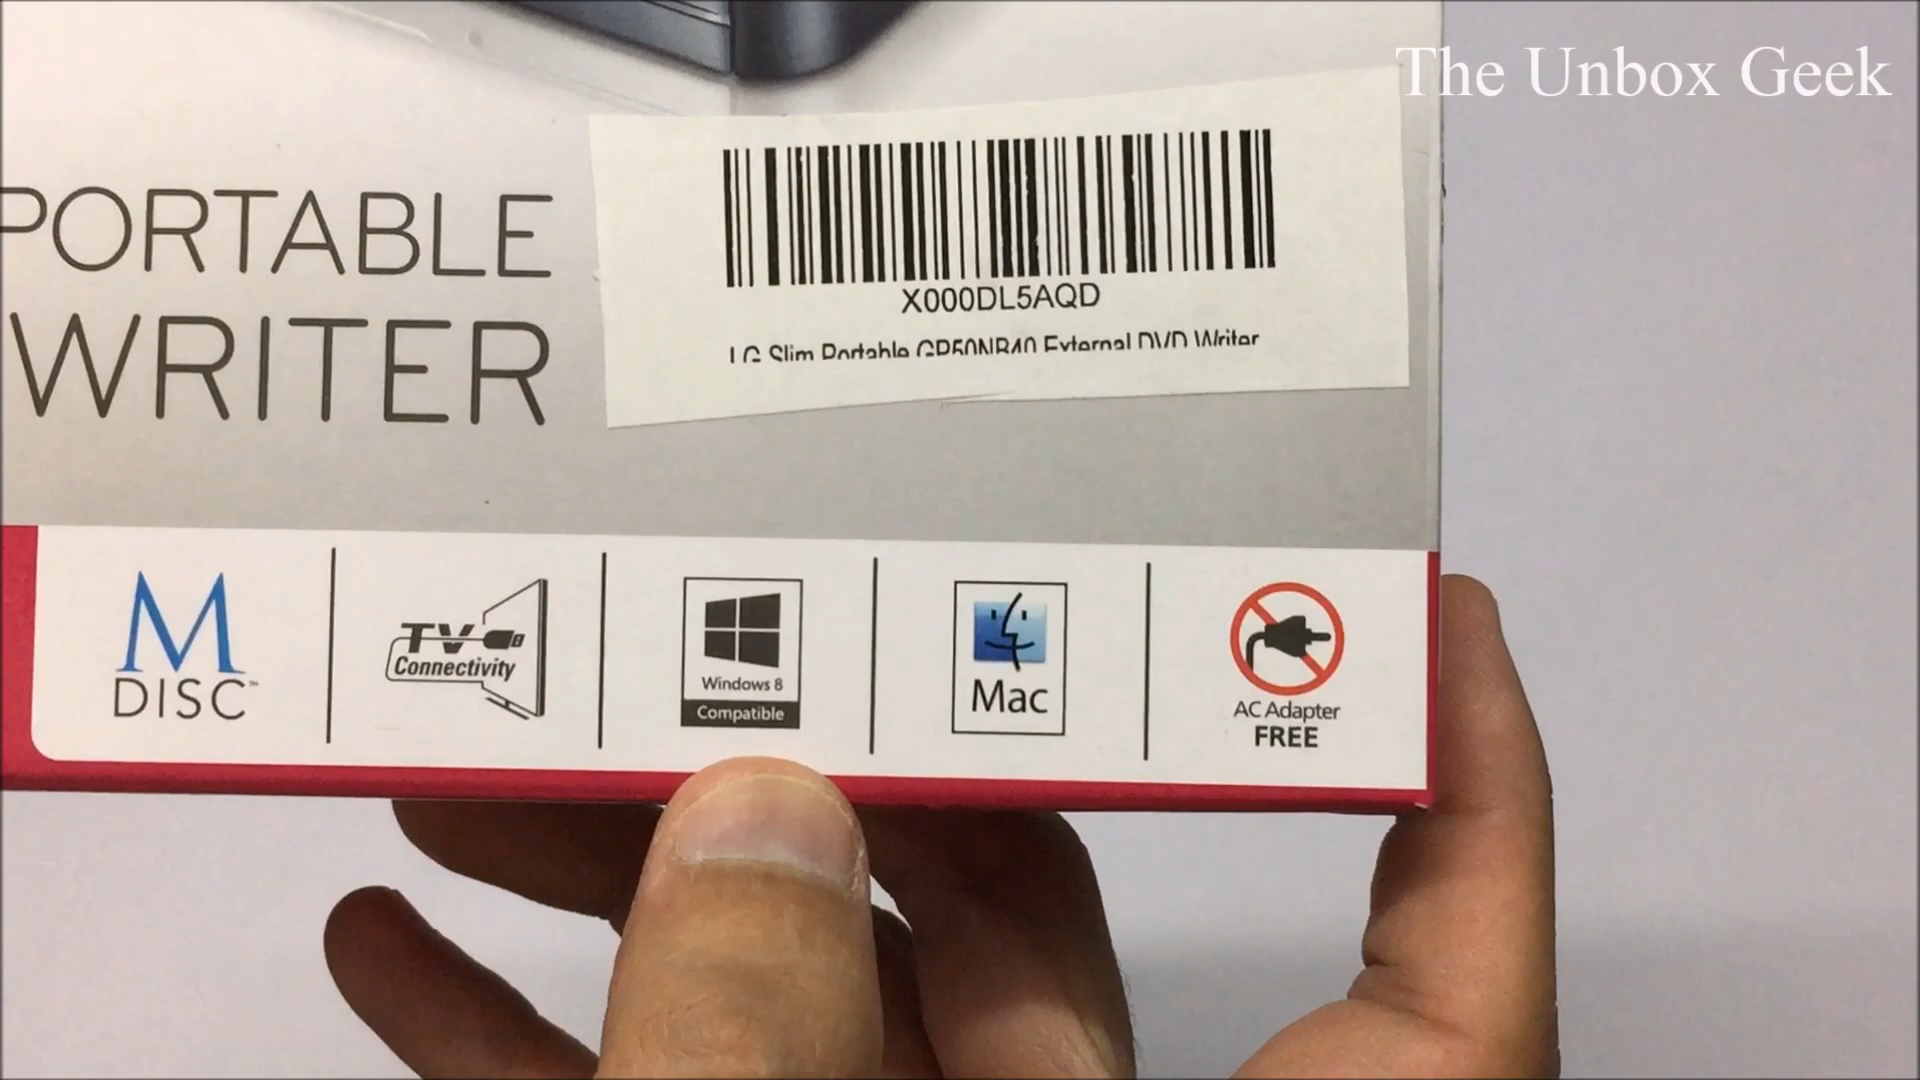 The Unbox Geek
PORTABLE
WRITER
X000DL5AQD
LG Slim Portable GP50NB40 External DVD Writer
M
DISC™
TV
Connectivity
Windows 8
Compatible
Mac
AC Adapter
FREE